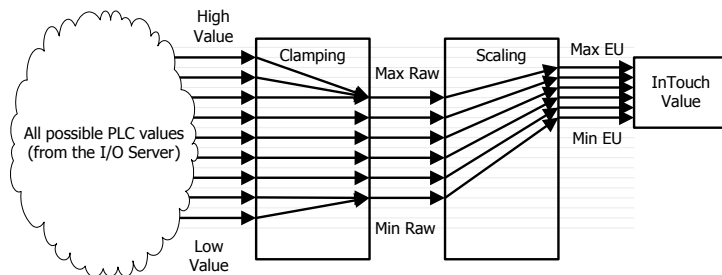 High
Value
Clamping
Scaling
Max EU
Max Raw
InTouch
Value
All possible PLC values
(from the I/O Server)
Min EU
Min Raw
Low
Value